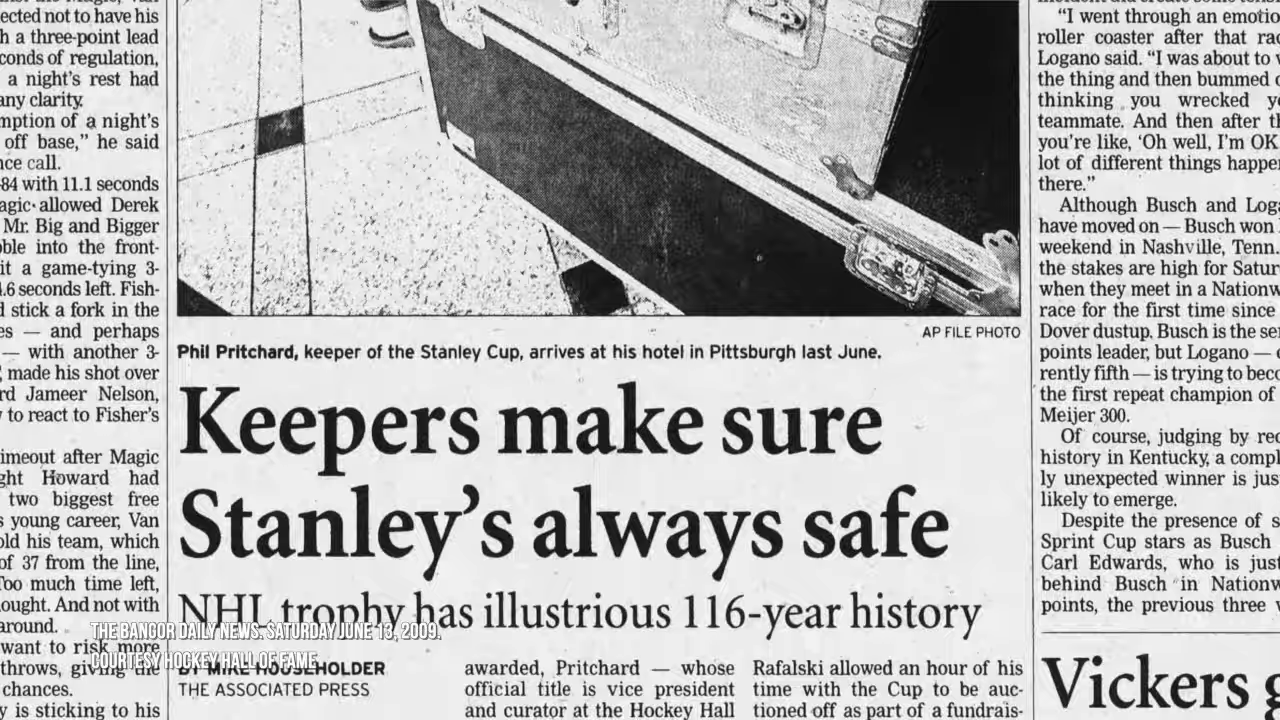 ected not to have his
h a three-point lead
conds of regulation,
a night's rest had
any clarity.
mption of a night's
off base," he said
nce call.
-84 with 11.1 seconds
agic allowed Derek
Mr. Big and Bigger
ble into the front-
it a game-tying 3-
4.6 seconds left. Fish-
d stick a fork in the
es — and perhaps
— with another 3-
made his shot over
rd Jameer Nelson,
y to react to Fisher's
imeout after Magic
ght Howard had
two biggest free
s young career, Van
old his team, which
of 37 from the line,
Too much time left,
ought. And not with
around.
want to risk more
throws, giving the
chances.
y is sticking to his
AP FILE PHOTO
Phil Pritchard, keeper of the Stanley Cup, arrives at his hotel in Pittsburgh last June.
Keepers make sure
Stanley's always safe
NHL trophy has illustrious 116-year history
THE BANGOR DAILY NEWS. SATURDAY JUNE 13, 2009.
COURTESY HOCKEY HALL OF FAME
BY MIKE HOUSEHOLDER
THE ASSOCIATED PRESS
awarded, Pritchard — whose
official title is vice president
and curator at the Hockey Hall
Rafalski allowed an hour of his
time with the Cup to be auc-
tioned off as part of a fundrais-
"I went through an emotio
roller coaster after that rac
Logano said. "I was about to w
the thing and then bummed o
thinking you wrecked yo
teammate. And then after th
you're like, 'Oh well, I'm OK
lot of different things happe
there."
Although Busch and Loga
have moved on — Busch won
weekend in Nashville, Tenn
the stakes are high for Satur
when they meet in a Nationw
race for the first time since
Dover dustup. Busch is the se
points leader, but Logano — c
rently fifth — is trying to beco
the first repeat champion of
Meijer 300.
Of course, judging by rec
history in Kentucky, a compl
ly unexpected winner is jus
likely to emerge.
Despite the presence of s
Sprint Cup stars as Busch
Carl Edwards, who is just
behind Busch in Nationw
points, the previous three w
Vickers g